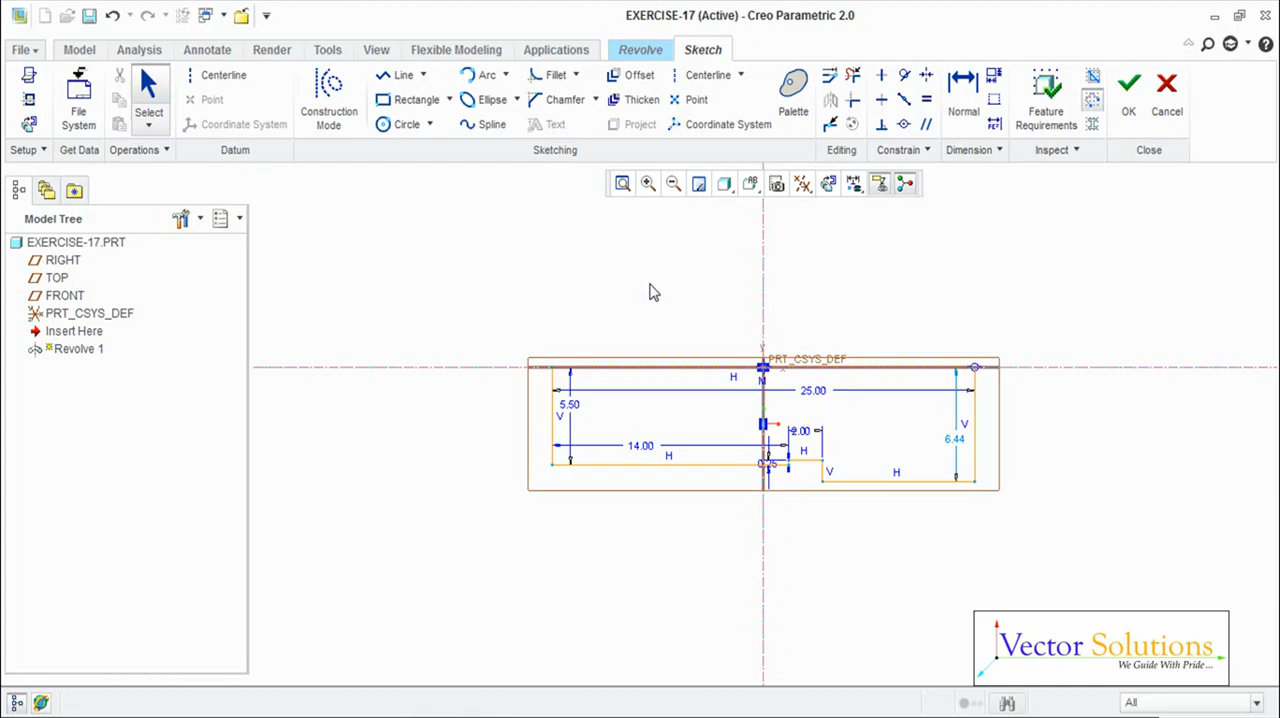 EXERCISE-17 (Active) - Creo Parametric 2.0
File Model Analysis Annotate Render Tools View Flexible Modeling Applications Revolve Sketch
Centerline Line Arc Fillet Offset Centerline
Point Rectangle Ellipse Chamfer Thicken Point
File System Select Coordinate System Construction Mode Circle Spline Text Project Coordinate System Palette Normal Feature Requirements OK Cancel
Setup Get Data Operations Datum Sketching Editing Constrain Dimension Inspect Close
Model Tree
EXERCISE-17.PRT
RIGHT
TOP
FRONT
PRT_CSYS_DEF
Insert Here
Revolve 1
PRT_CSYS_DEF
H
25.00
5.50
V
V
2.00
6.44
14.00
H
H
0.75
V
H
Vector Solutions
We Guide With Pride...
All